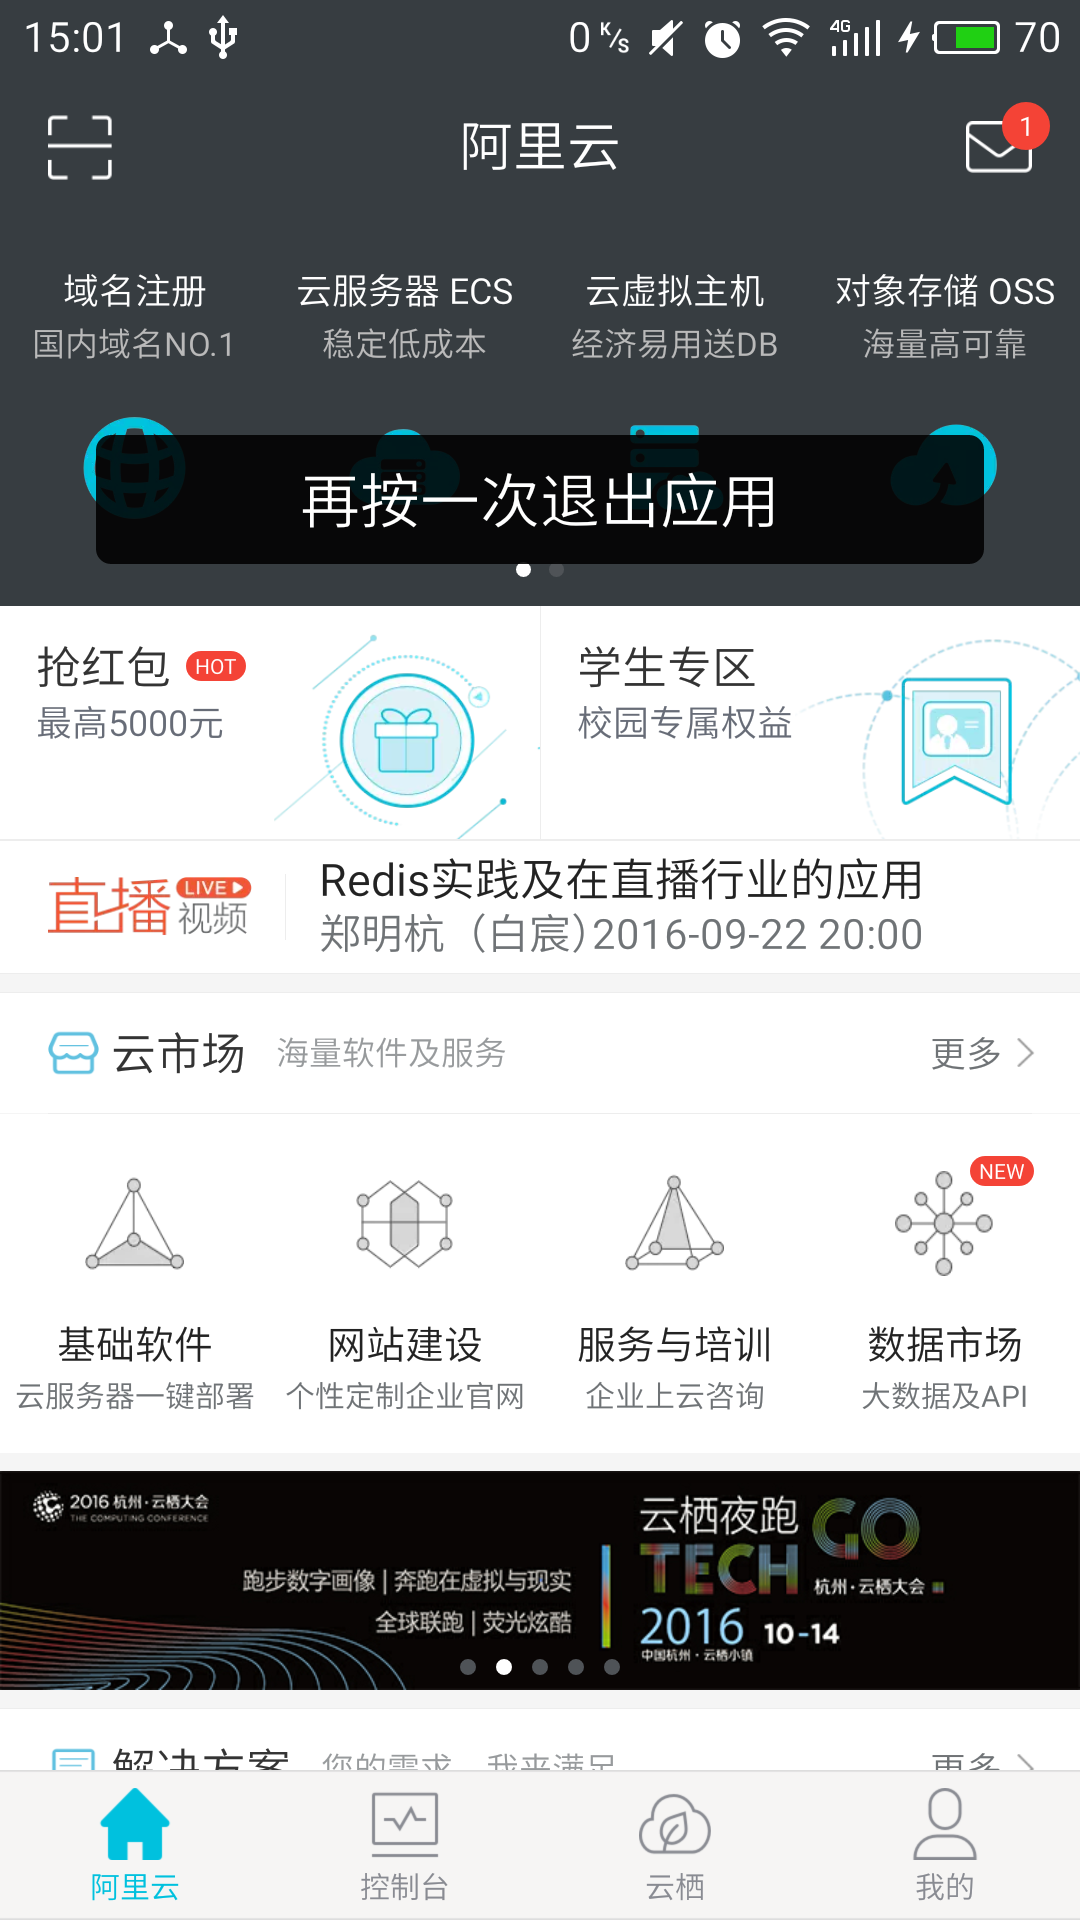 15:01
0 K/s
4G
70
阿里云
1
域名注册
云服务器 ECS
云虚拟主机
对象存储 OSS
国内域名NO.1
稳定低成本
经济易用送DB
海量高可靠
再按一次退出应用
抢红包 HOT
最高5000元
学生专区
校园专属权益
直播 LIVE
视频
Redis实践及在直播行业的应用
郑明杭（白宸）2016-09-22 20:00
云市场 海量软件及服务
更多
NEW
基础软件
网站建设
服务与培训
数据市场
云服务器一键部署
个性定制企业官网
企业上云咨询
大数据及API
2016 杭州·云栖大会
THE COMPUTING CONFERENCE
跑步数字画像 | 奔跑在虚拟与现实
全球联跑 | 荧光炫酷
云栖夜跑 GO
TECH
杭州·云栖大会
2016 10-14
中国杭州·云栖小镇
解决方案 您的需求，我来满足
更多
阿里云
控制台
云栖
我的